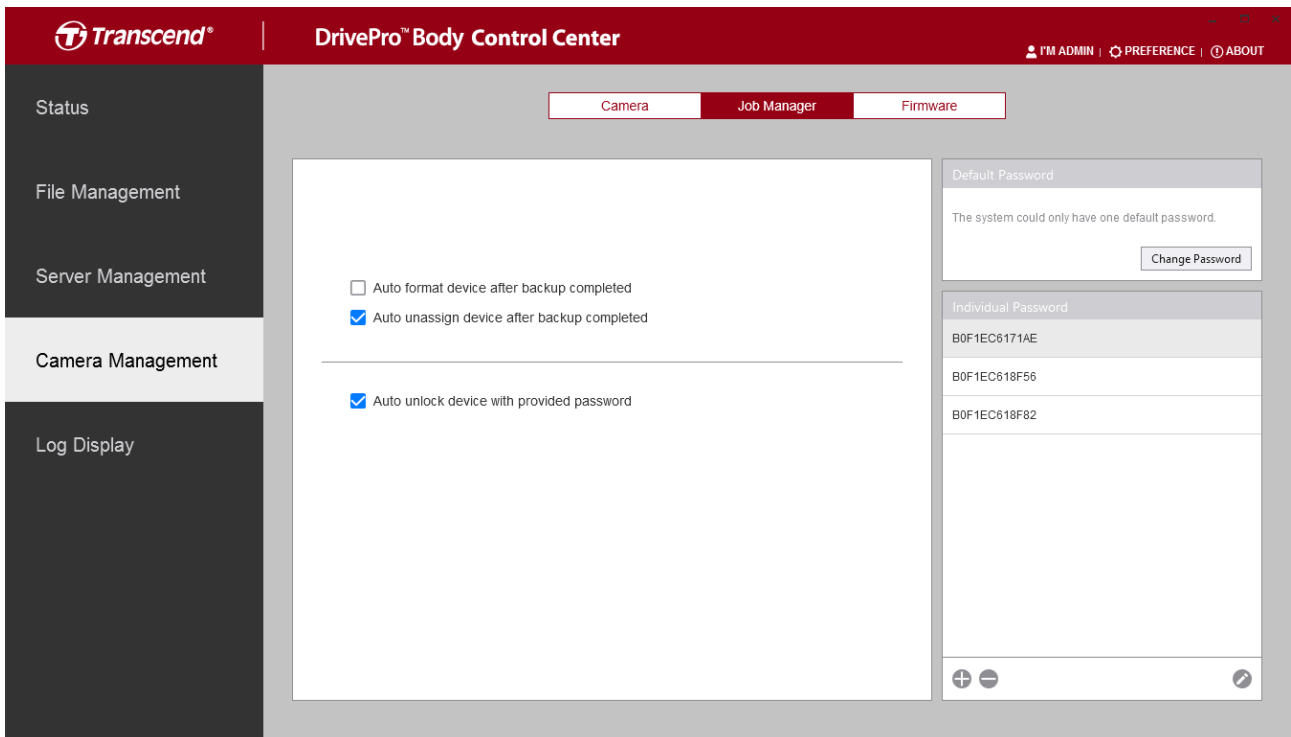 Transcend®
DrivePro™ Body Control Center
I'M ADMIN | PREFERENCE | ABOUT
Status
File Management
Server Management
Camera Management
Log Display
Camera
Job Manager
Firmware
Auto format device after backup completed
Auto unassign device after backup completed
Auto unlock device with provided password
Default Password
The system could only have one default password.
Change Password
Individual Password
B0F1EC6171AE
B0F1EC618F56
B0F1EC618F82